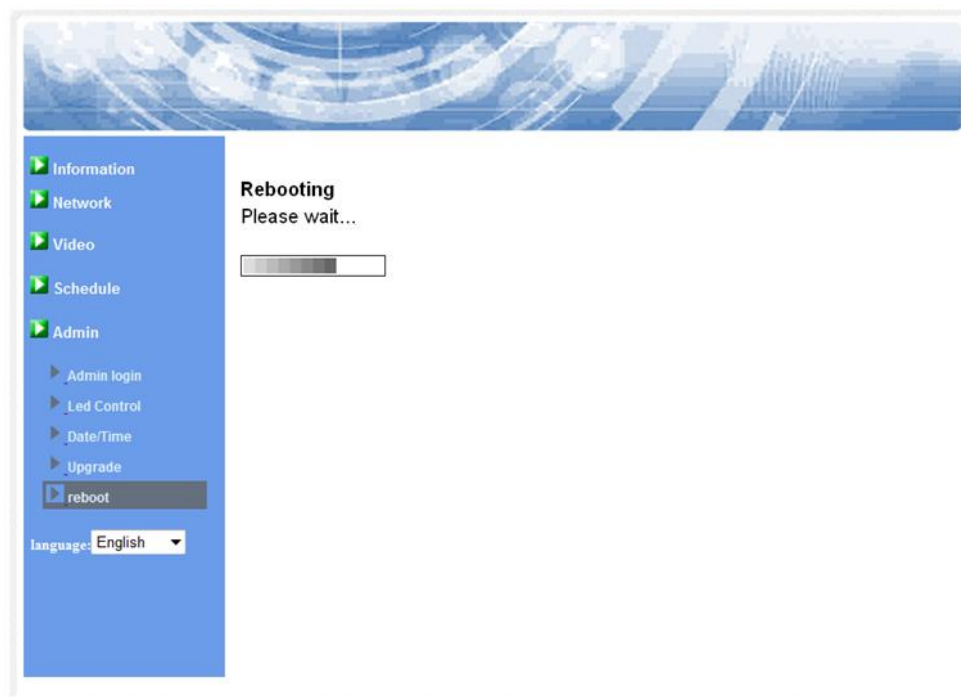 Information
Network
Video
Schedule
Admin
Admin login
Led Control
Date/Time
Upgrade
reboot
language: English
Rebooting
Please wait...